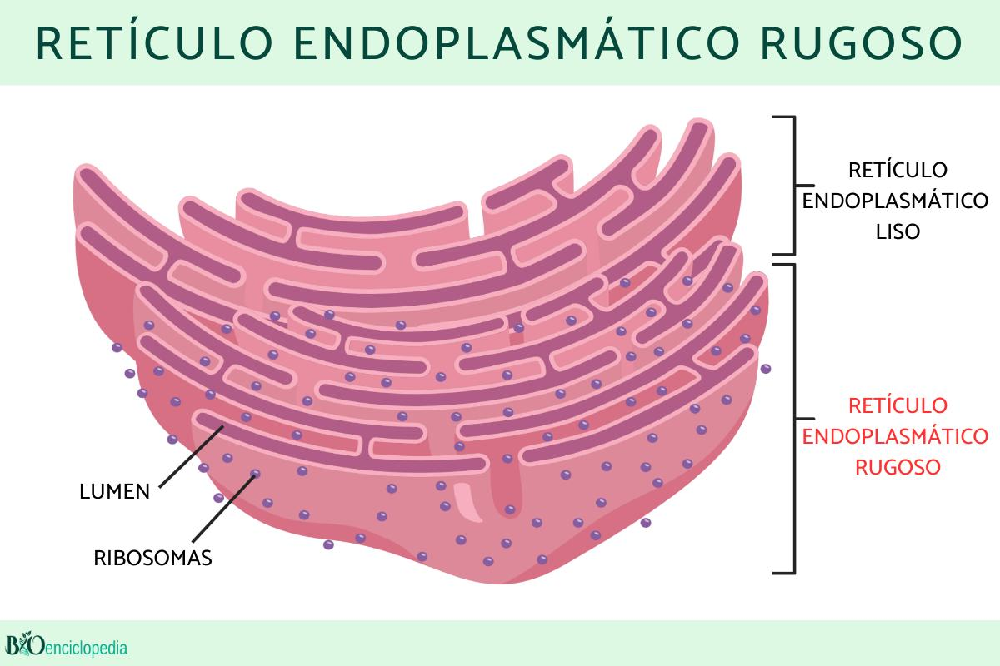 RETÍCULO ENDOPLASMÁTICO RUGOSO
RETÍCULO
ENDOPLASMÁTICO
LISO
RETÍCULO
ENDOPLASMÁTICO
RUGOSO
LUMEN
RIBOSOMAS
BIOenciclopedia